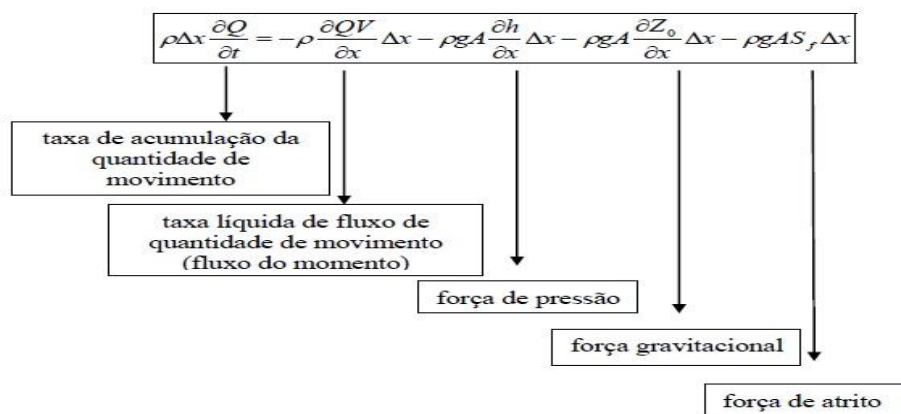 ρΔx ∂Q/∂t = −ρ ∂QV/∂x Δx − ρgA ∂h/∂x Δx − ρgA ∂Z₀/∂x Δx − ρgAS_f Δx
taxa de acumulação da
quantidade de
movimento
taxa líquida de fluxo de
quantidade de movimento
(fluxo do momento)
força de pressão
força gravitacional
força de atrito